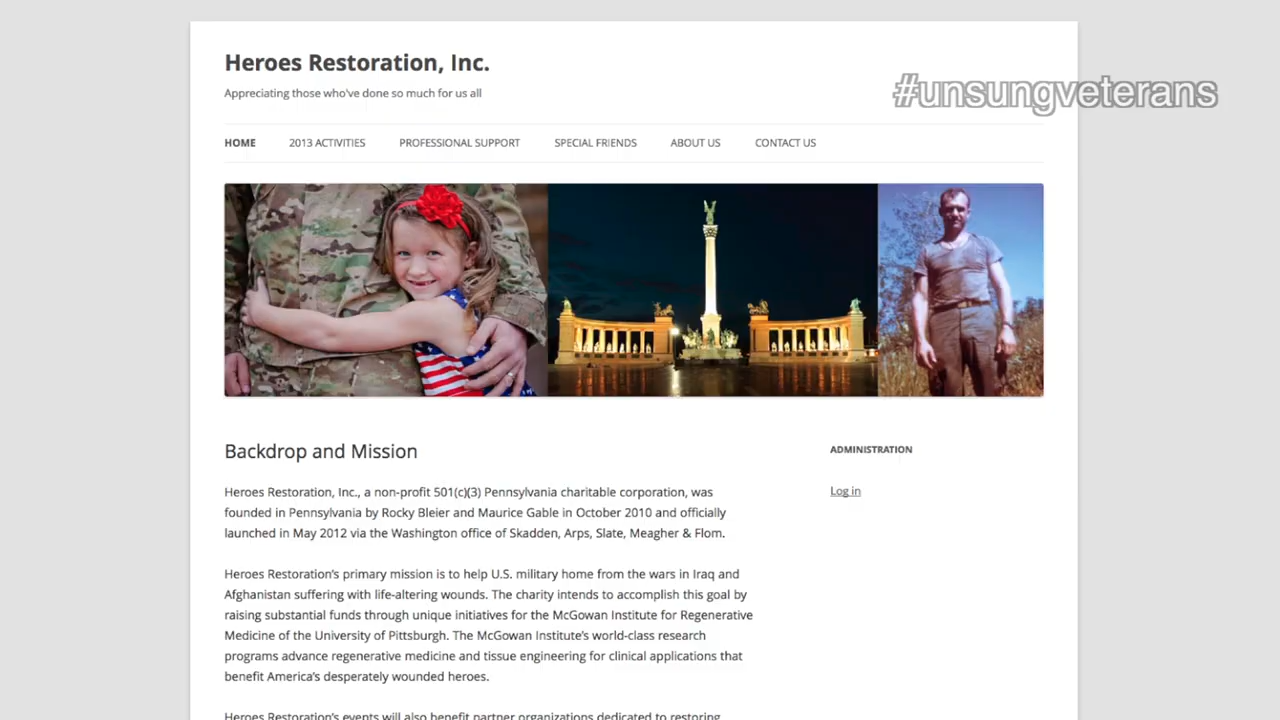 Heroes Restoration, Inc.
Appreciating those who've done so much for us all
#unsungveterans
HOME 2013 ACTIVITIES PROFESSIONAL SUPPORT SPECIAL FRIENDS ABOUT US CONTACT US
Backdrop and Mission
Heroes Restoration, Inc., a non-profit 501(c)(3) Pennsylvania charitable corporation, was
founded in Pennsylvania by Rocky Bleier and Maurice Gable in October 2010 and officially
launched in May 2012 via the Washington office of Skadden, Arps, Slate, Meagher & Flom.
Heroes Restoration’s primary mission is to help U.S. military home from the wars in Iraq and
Afghanistan suffering with life-altering wounds. The charity intends to accomplish this goal by
raising substantial funds through unique initiatives for the McGowan Institute for Regenerative
Medicine of the University of Pittsburgh. The McGowan Institute’s world-class research
programs advance regenerative medicine and tissue engineering for clinical applications that
benefit America’s desperately wounded heroes.
Heroes Restoration’s events will also benefit partner organizations dedicated to restoring
ADMINISTRATION
Log in